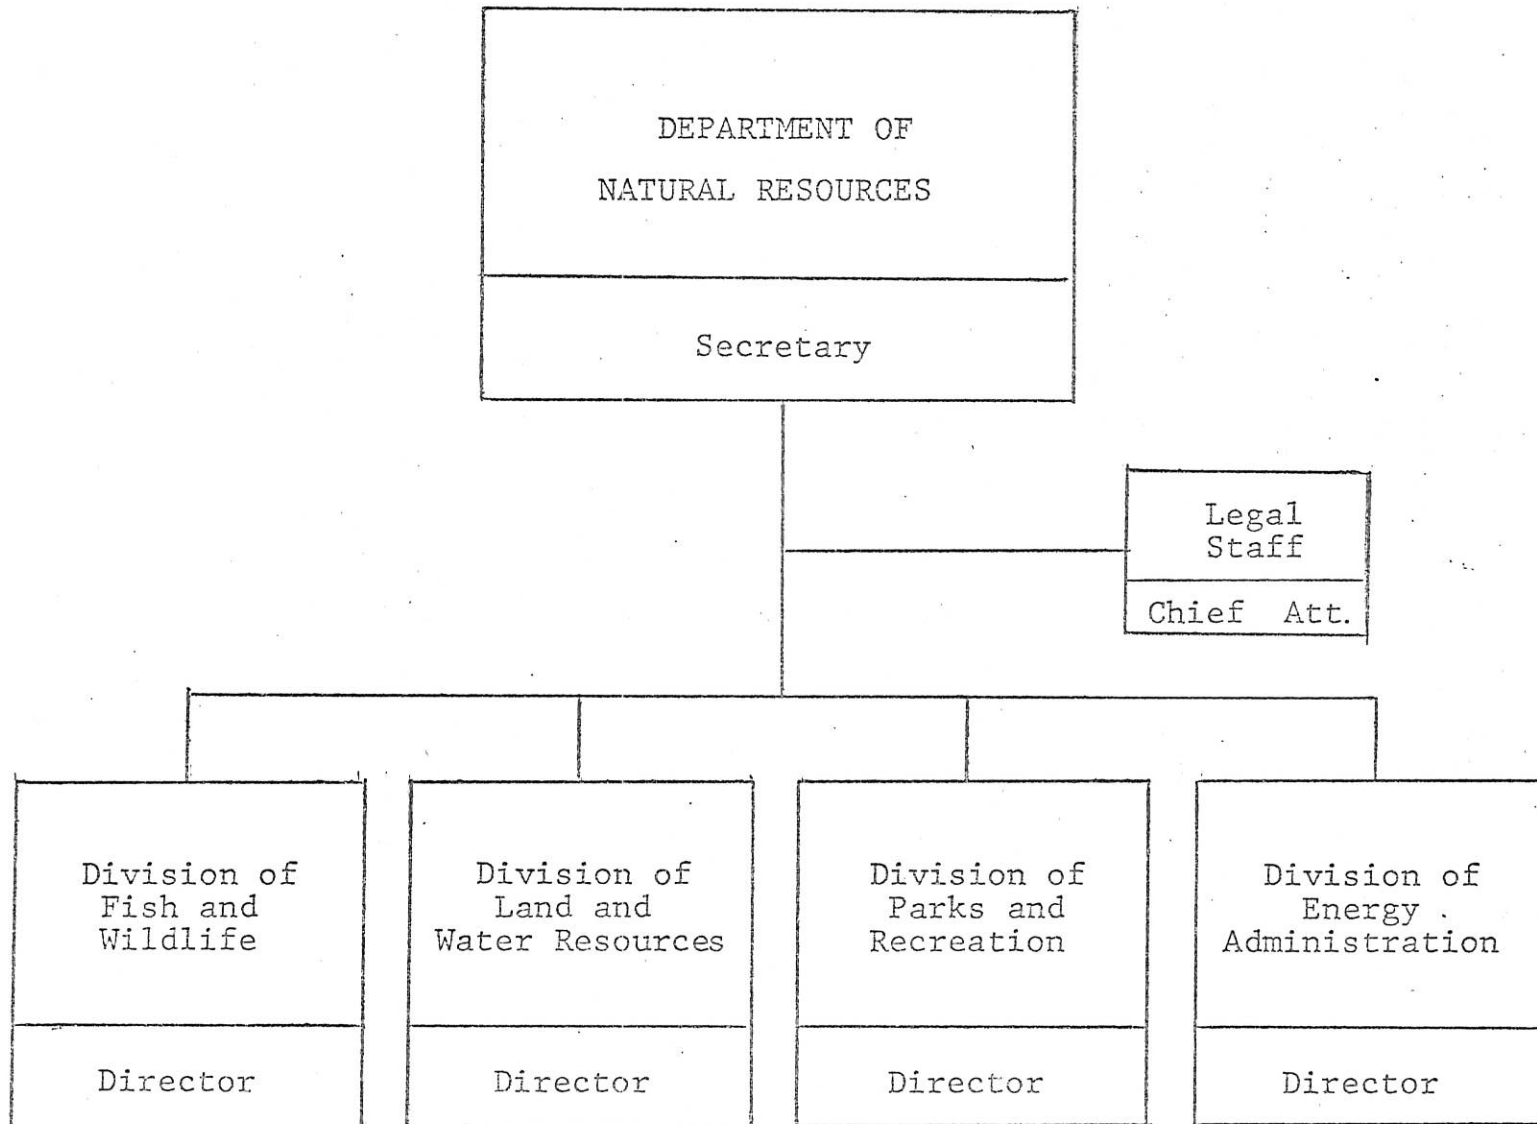 DEPARTMENT OF
NATURAL RESOURCES
Secretary
Legal
Staff
Chief Att.
Division of
Fish and
Wildlife
Director
Division of
Land and
Water Resources
Director
Division of
Parks and
Recreation
Director
Division of
Energy
Administration
Director